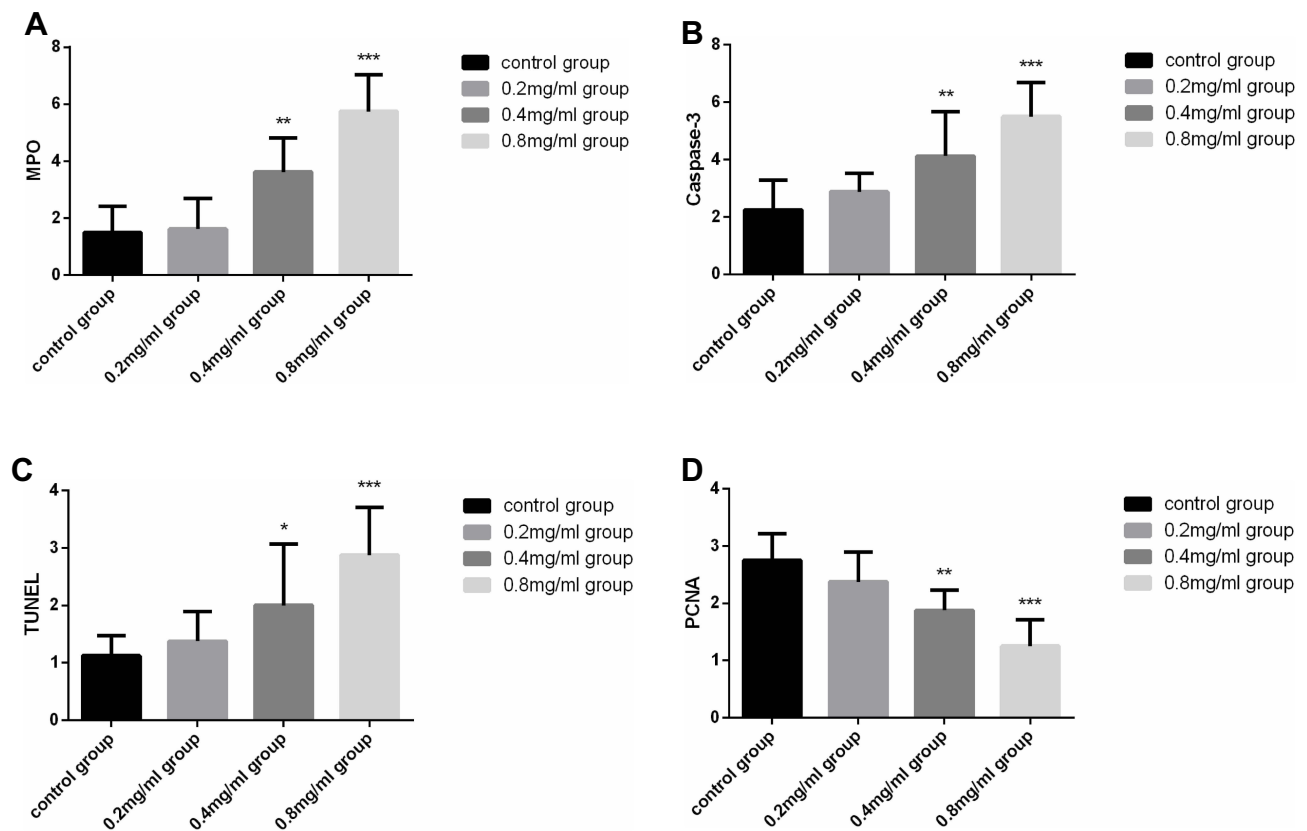 A
MPO
8
6
4
2
0
**
***
control group
0.2mg/ml group
0.4mg/ml group
0.8mg/ml group
control group
0.2mg/ml group
0.4mg/ml group
0.8mg/ml group
B
Caspase-3
8
6
4
2
0
**
***
control group
0.2mg/ml group
0.4mg/ml group
0.8mg/ml group
control group
0.2mg/ml group
0.4mg/ml group
0.8mg/ml group
C
TUNEL
4
3
2
1
0
*
***
control group
0.2mg/ml group
0.4mg/ml group
0.8mg/ml group
control group
0.2mg/ml group
0.4mg/ml group
0.8mg/ml group
D
PCNA
4
3
2
1
0
**
***
control group
0.2mg/ml group
0.4mg/ml group
0.8mg/ml group
control group
0.2mg/ml group
0.4mg/ml group
0.8mg/ml group